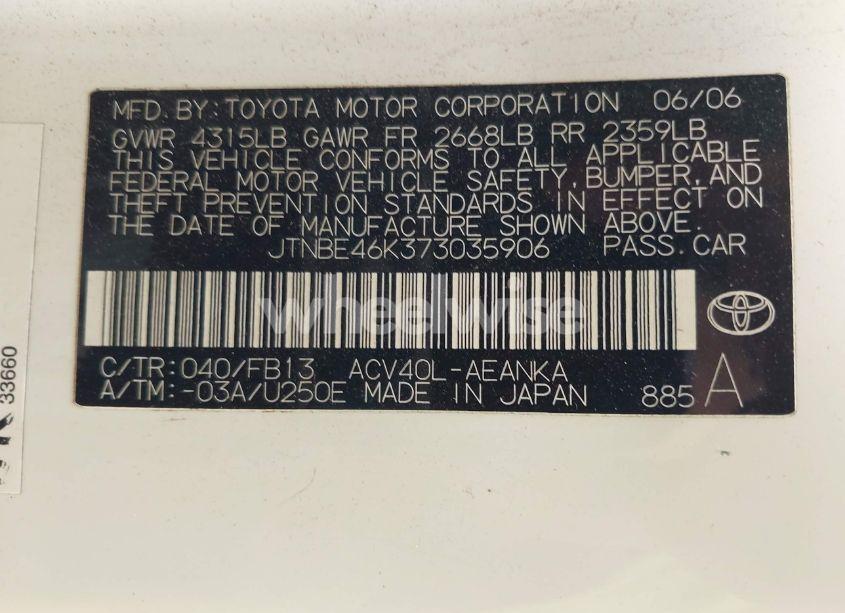 MFD.BY: TOYOTA MOTOR CORPORATION 06/06
GVWR 4315LB GAWR FR 2668LB RR 2359LB
THIS VEHICLE CONFORMS TO ALL APPLICABLE
FEDERAL MOTOR VEHICLE SAFETY, BUMPER, AND
THEFT PREVENTION STANDARDS IN EFFECT ON
THE DATE OF MANUFACTURE SHOWN ABOVE.
JTNBE46K373035906 PASS.CAR
wheelwise
C/TR: 040/FB13 ACV40L-AEANKA
A/TM: -03A/U250E MADE IN JAPAN 885 A
33660